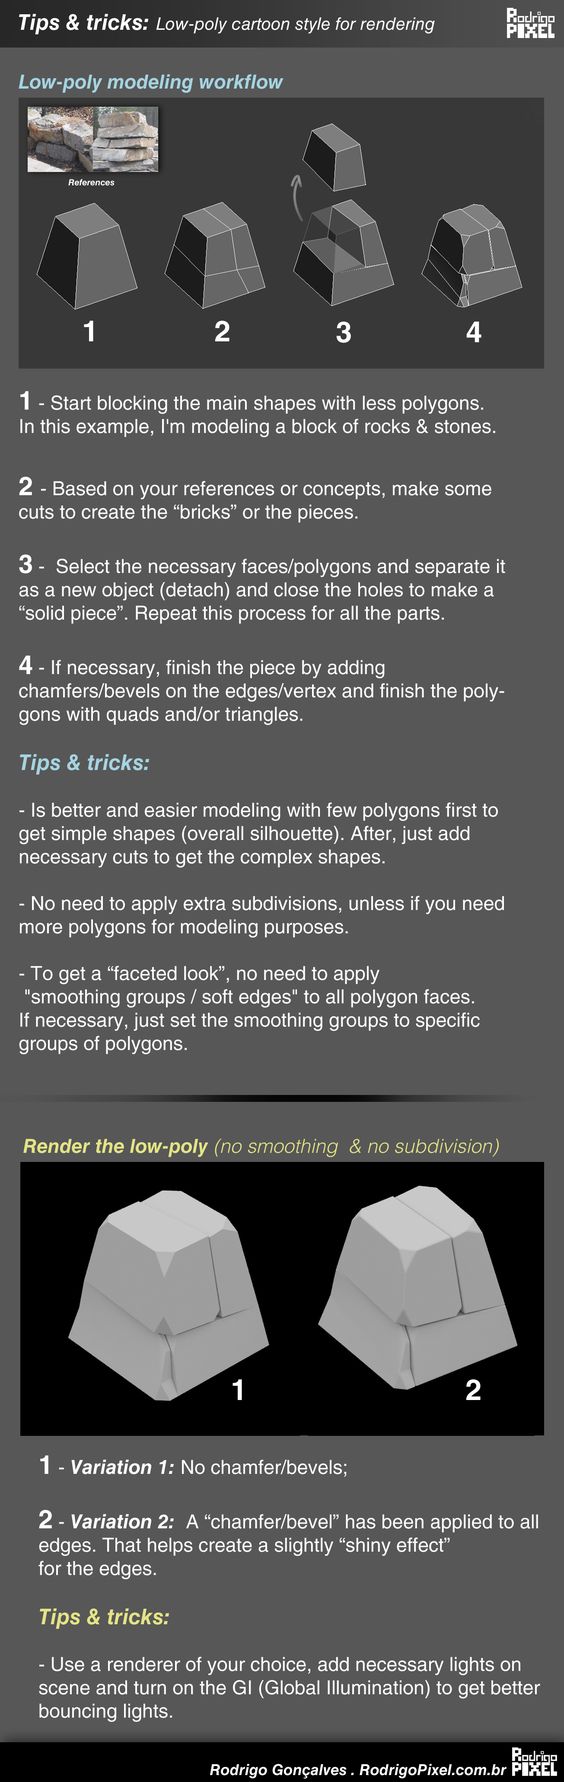 Tips & tricks: Low-poly cartoon style for rendering
Rodrigo
PIXEL
Low-poly modeling workflow
References
1 2 3 4
1 - Start blocking the main shapes with less polygons.
In this example, I'm modeling a block of rocks & stones.
2 - Based on your references or concepts, make some
cuts to create the “bricks” or the pieces.
3 - Select the necessary faces/polygons and separate it
as a new object (detach) and close the holes to make a
“solid piece”. Repeat this process for all the parts.
4 - If necessary, finish the piece by adding
chamfers/bevels on the edges/vertex and finish the poly-
gons with quads and/or triangles.
Tips & tricks:
- Is better and easier modeling with few polygons first to
get simple shapes (overall silhouette). After, just add
necessary cuts to get the complex shapes.
- No need to apply extra subdivisions, unless if you need
more polygons for modeling purposes.
- To get a “faceted look”, no need to apply
"smoothing groups / soft edges" to all polygon faces.
If necessary, just set the smoothing groups to specific
groups of polygons.
Render the low-poly (no smoothing & no subdivision)
1 2
1 - Variation 1: No chamfer/bevels;
2 - Variation 2: A “chamfer/bevel” has been applied to all
edges. That helps create a slightly “shiny effect”
for the edges.
Tips & tricks:
- Use a renderer of your choice, add necessary lights on
scene and turn on the GI (Global Illumination) to get better
bouncing lights.
Rodrigo Gonçalves . RodrigoPixel.com.br
Rodrigo
PIXEL